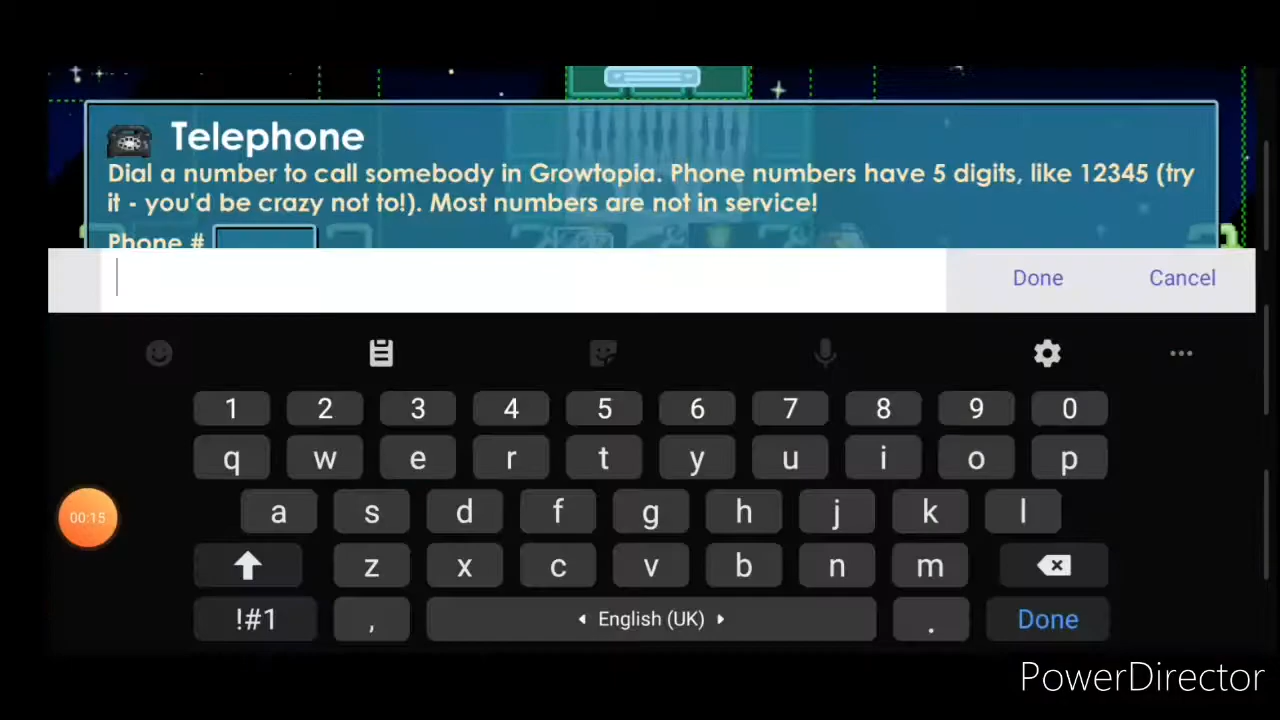 Telephone
Dial a number to call somebody in Growtopia. Phone numbers have 5 digits, like 12345 (try
it - you'd be crazy not to!). Most numbers are not in service!
Phone #
Done Cancel
1 2 3 4 5 6 7 8 9 0
q w e r t y u i o p
a s d f g h j k l
00:15
z x c v b n m
!#1 , English (UK) . Done
PowerDirector